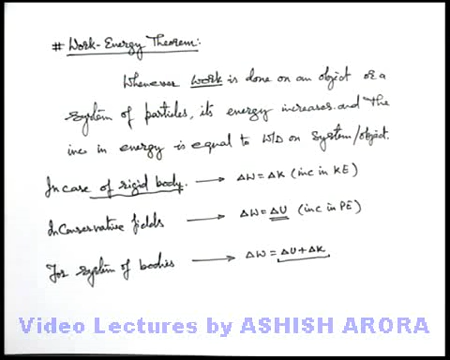 # Work-Energy Theorem:
Whenever work is done on an object or a
system of particles, its energy increases and the
inc in energy is equal to W/D on system/object.
In case of rigid body. → ΔW = ΔK (inc in KE)
In Conservative fields → ΔW = ΔU (inc in PE)
For system of bodies → ΔW = ΔU + ΔK
Video Lectures by ASHISH ARORA